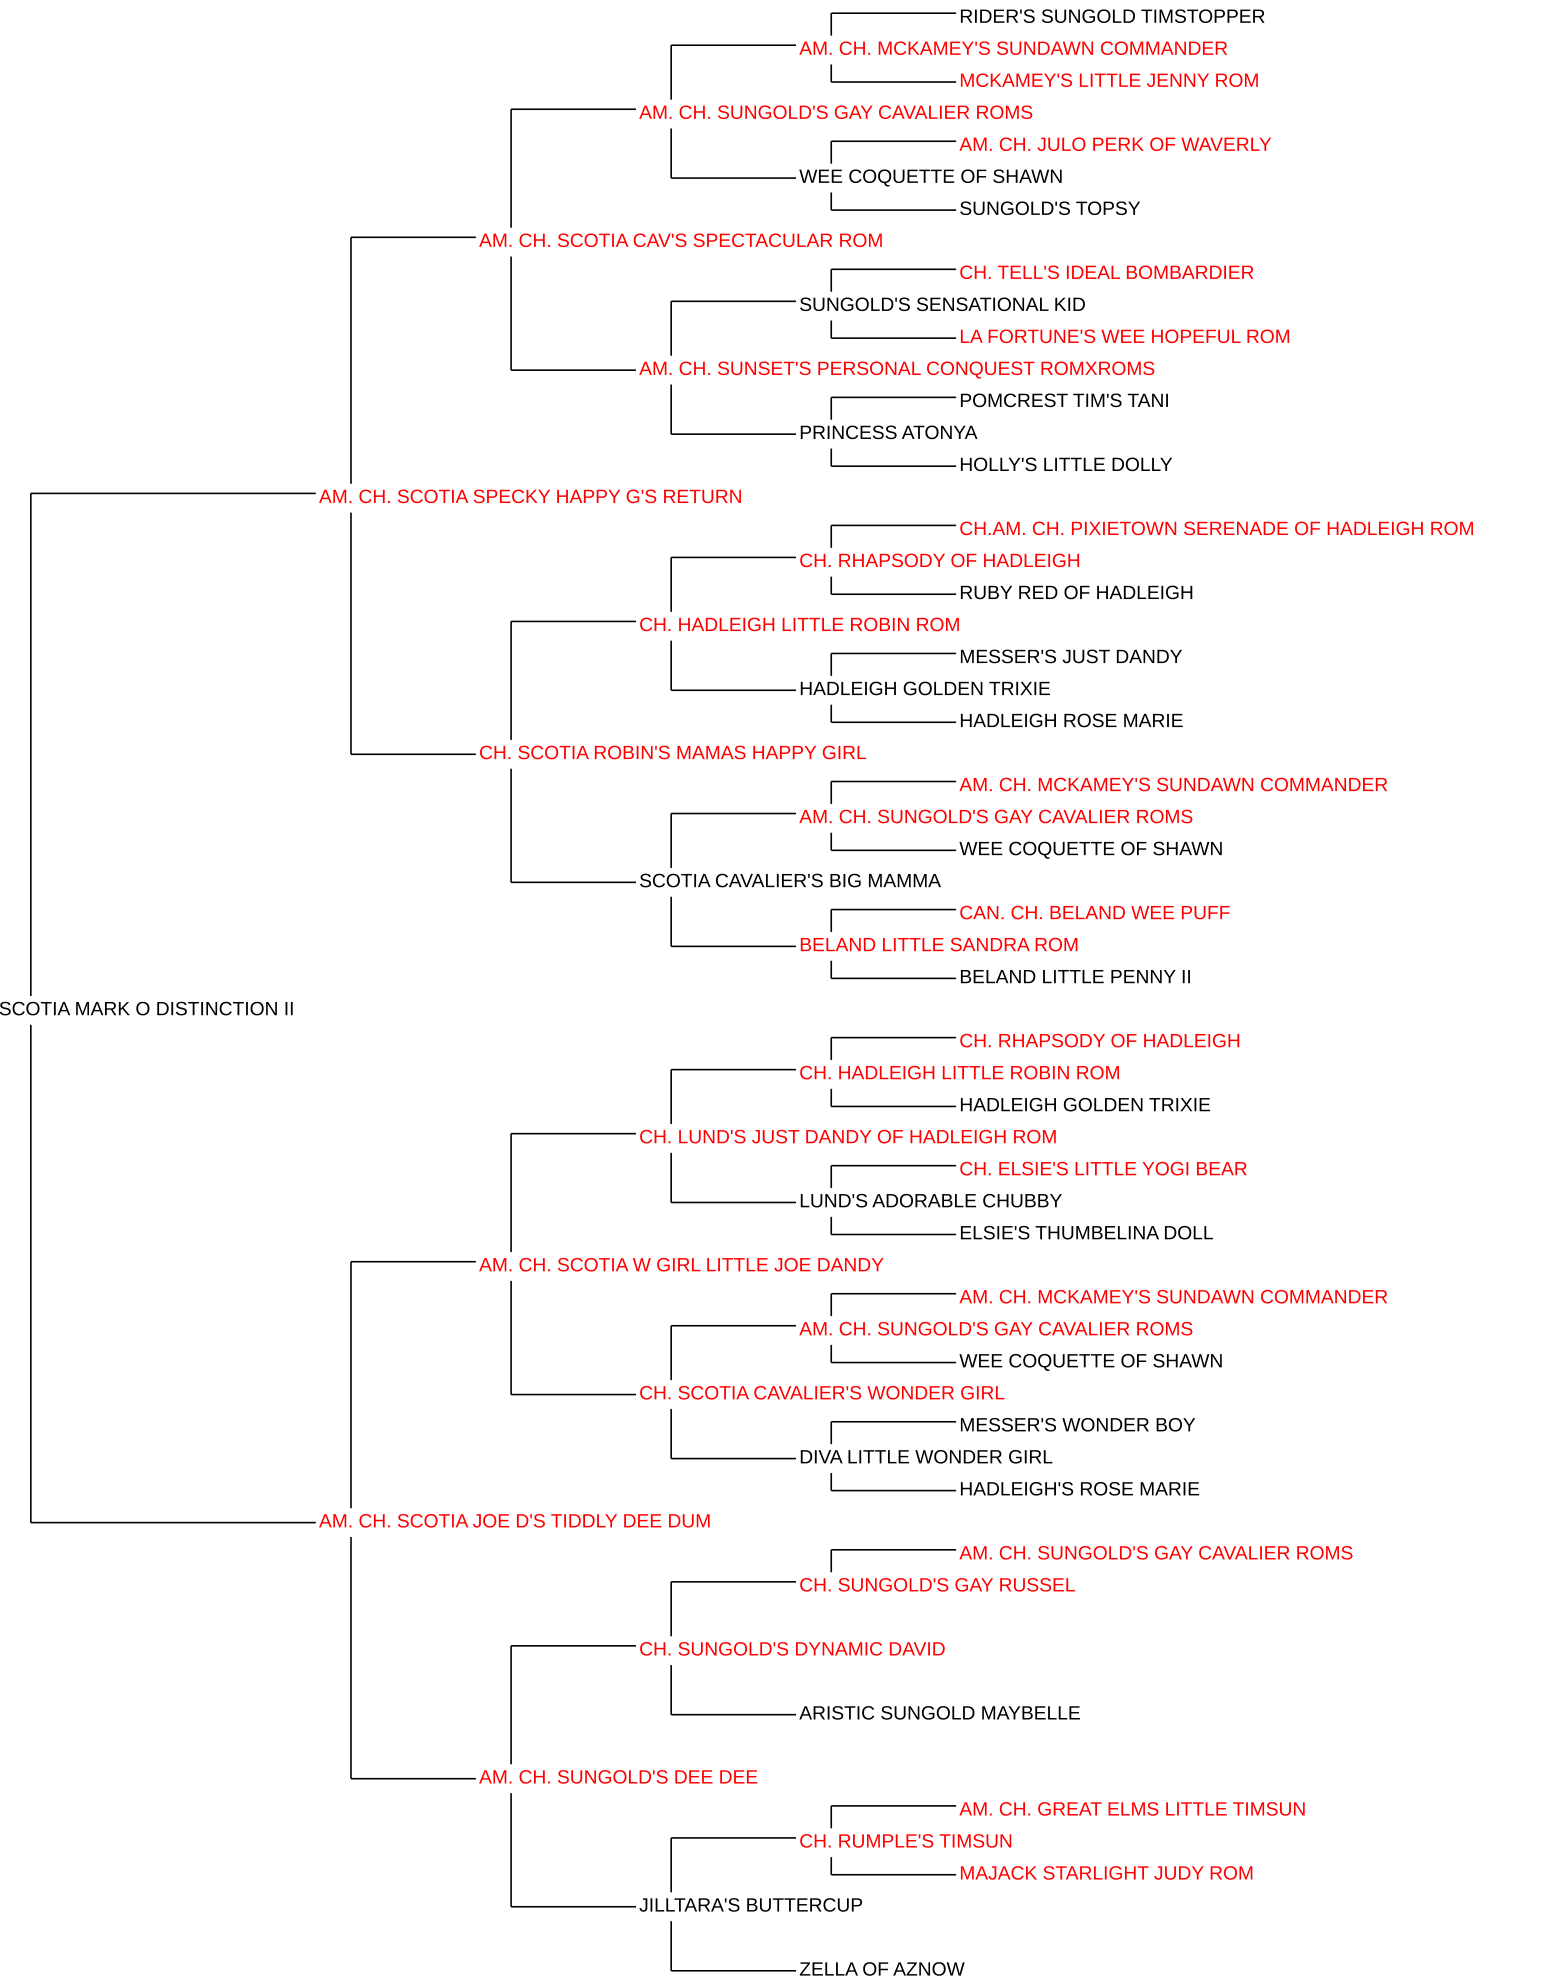 RIDER'S SUNGOLD TIMSTOPPER
AM. CH. MCKAMEY'S SUNDAWN COMMANDER
MCKAMEY'S LITTLE JENNY ROM
AM. CH. SUNGOLD'S GAY CAVALIER ROMS
AM. CH. JULO PERK OF WAVERLY
WEE COQUETTE OF SHAWN
SUNGOLD'S TOPSY
AM. CH. SCOTIA CAV'S SPECTACULAR ROM
CH. TELL'S IDEAL BOMBARDIER
SUNGOLD'S SENSATIONAL KID
LA FORTUNE'S WEE HOPEFUL ROM
AM. CH. SUNSET'S PERSONAL CONQUEST ROMXROMS
POMCREST TIM'S TANI
PRINCESS ATONYA
HOLLY'S LITTLE DOLLY
AM. CH. SCOTIA SPECKY HAPPY G'S RETURN
CH.AM. CH. PIXIETOWN SERENADE OF HADLEIGH ROM
CH. RHAPSODY OF HADLEIGH
RUBY RED OF HADLEIGH
CH. HADLEIGH LITTLE ROBIN ROM
MESSER'S JUST DANDY
HADLEIGH GOLDEN TRIXIE
HADLEIGH ROSE MARIE
CH. SCOTIA ROBIN'S MAMAS HAPPY GIRL
AM. CH. MCKAMEY'S SUNDAWN COMMANDER
AM. CH. SUNGOLD'S GAY CAVALIER ROMS
WEE COQUETTE OF SHAWN
SCOTIA CAVALIER'S BIG MAMMA
CAN. CH. BELAND WEE PUFF
BELAND LITTLE SANDRA ROM
BELAND LITTLE PENNY II
SCOTIA MARK O DISTINCTION II
CH. RHAPSODY OF HADLEIGH
CH. HADLEIGH LITTLE ROBIN ROM
HADLEIGH GOLDEN TRIXIE
CH. LUND'S JUST DANDY OF HADLEIGH ROM
CH. ELSIE'S LITTLE YOGI BEAR
LUND'S ADORABLE CHUBBY
ELSIE'S THUMBELINA DOLL
AM. CH. SCOTIA W GIRL LITTLE JOE DANDY
AM. CH. MCKAMEY'S SUNDAWN COMMANDER
AM. CH. SUNGOLD'S GAY CAVALIER ROMS
WEE COQUETTE OF SHAWN
CH. SCOTIA CAVALIER'S WONDER GIRL
MESSER'S WONDER BOY
DIVA LITTLE WONDER GIRL
HADLEIGH'S ROSE MARIE
AM. CH. SCOTIA JOE D'S TIDDLY DEE DUM
AM. CH. SUNGOLD'S GAY CAVALIER ROMS
CH. SUNGOLD'S GAY RUSSEL
CH. SUNGOLD'S DYNAMIC DAVID
ARISTIC SUNGOLD MAYBELLE
AM. CH. SUNGOLD'S DEE DEE
AM. CH. GREAT ELMS LITTLE TIMSUN
CH. RUMPLE'S TIMSUN
MAJACK STARLIGHT JUDY ROM
JILLTARA'S BUTTERCUP
ZELLA OF AZNOW